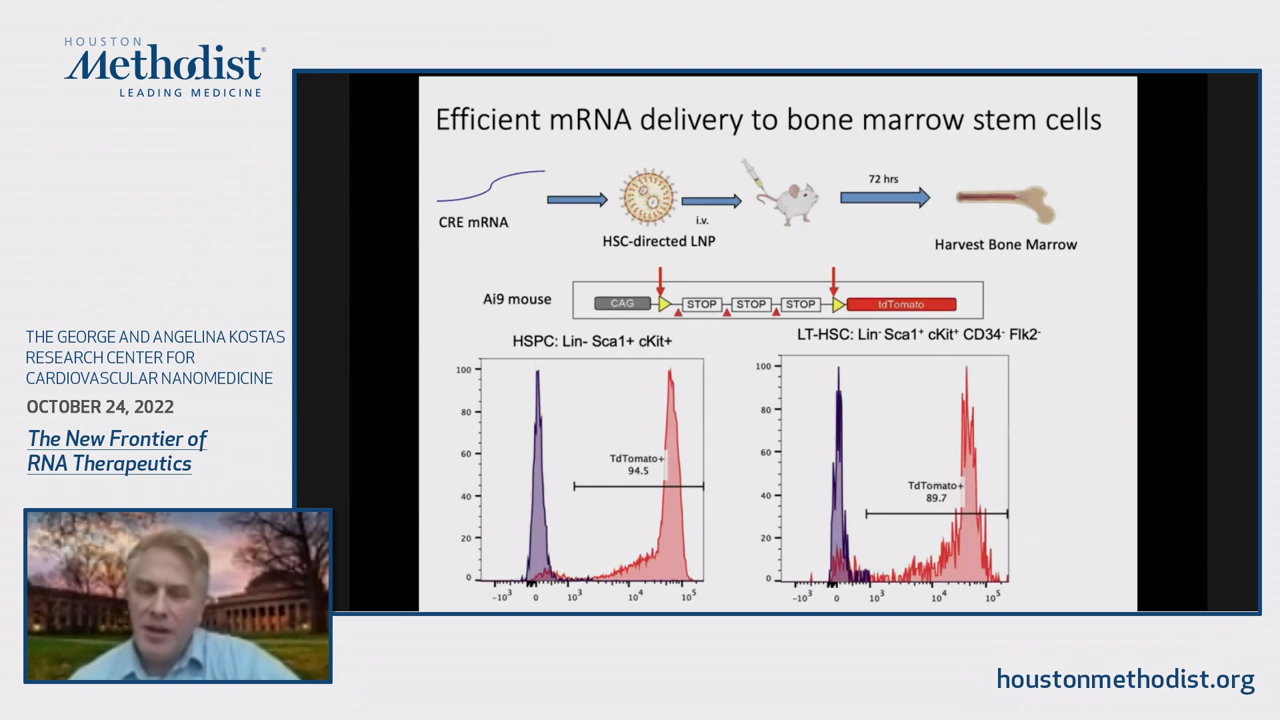 HOUSTON
Methodist®
LEADING MEDICINE
THE GEORGE AND ANGELINA KOSTAS
RESEARCH CENTER FOR
CARDIOVASCULAR NANOMEDICINE
OCTOBER 24, 2022
The New Frontier of
RNA Therapeutics
Efficient mRNA delivery to bone marrow stem cells
CRE mRNA
HSC-directed LNP
i.v.
72 hrs
Harvest Bone Marrow
Ai9 mouse
CAG STOP STOP STOP tdTomato
HSPC: Lin- Sca1+ cKit+
100
80
60
40
20
0
TdTomato+
94.5
-10³ 0 10³ 10⁴ 10⁵
LT-HSC: Lin⁻ Sca1⁺ cKit⁺ CD34⁻ Flk2⁻
100
80
60
40
20
0
TdTomato+
89.7
-10³ 0 10³ 10⁴ 10⁵
houstonmethodist.org